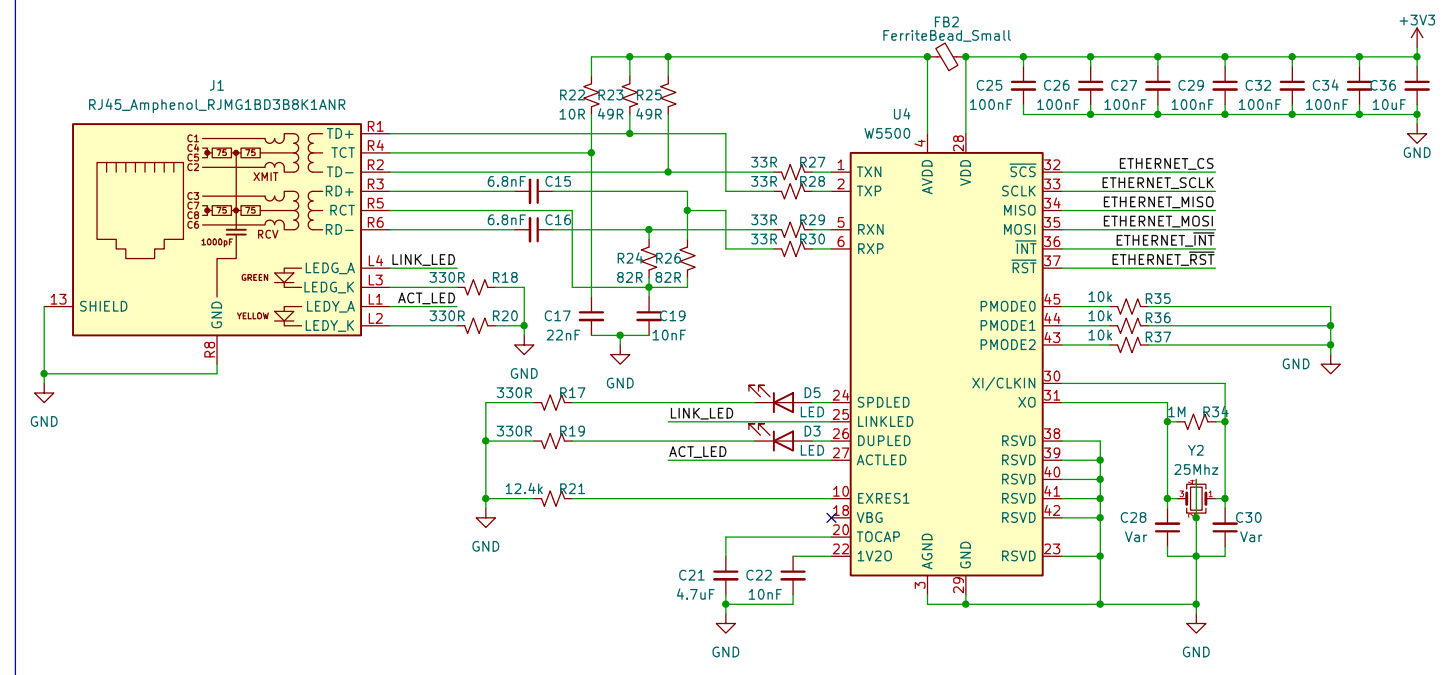 FB2
FerriteBead_Small
+3V3
J1
RJ45_Amphenol_RJMG1BD3B8K1ANR
R22 R23 R25
10R 49R 49R
C25 C26 C27 C29 C32 C34 C36
100nF 100nF 100nF 100nF 100nF 100nF 10uF
GND
U4
W5500
4 28
AVDD VDD
C1
C4
C5
C2
75 75
XMIT
C3
C7
C8
C6
75 75
RCV
1000pF
TD+ R1
TCT R4
TD- R2
RD+ R3
RCT R5
RD- R6
LEDG_A L4 LINK_LED
LEDG_K L3 330R R18
LEDY_A L1 ACT_LED
LEDY_K L2 330R R20
GREEN
YELLOW
13 SHIELD
GND
R8
GND
GND
6.8nF C15
6.8nF C16
R24 R26
82R 82R
C17 C19
22nF 10nF
GND
33R R27 1 TXN
33R R28 2 TXP
33R R29 5 RXN
33R R30 6 RXP
SCS 32 ETHERNET_CS
SCLK 33 ETHERNET_SCLK
MISO 34 ETHERNET_MISO
MOSI 35 ETHERNET_MOSI
INT 36 ETHERNET_INT
RST 37 ETHERNET_RST
PMODE0 45 10k R35
PMODE1 44 10k R36
PMODE2 43 10k R37
GND
XI/CLKIN 30
XO 31
330R R17 D5 24 SPDLED
LED
LINK_LED 25 LINKLED
330R R19 D3 26 DUPLED
LED
ACT_LED 27 ACTLED
12.4k R21 10 EXRES1
18 VBG
20 TOCAP
22 1V2O
GND
RSVD 38
RSVD 39
RSVD 40
RSVD 41
RSVD 42
RSVD 23
1M R34
Y2
25Mhz
3 1
C28 C30
Var Var
C21 C22
4.7uF 10nF
AGND GND
3 29
GND
GND